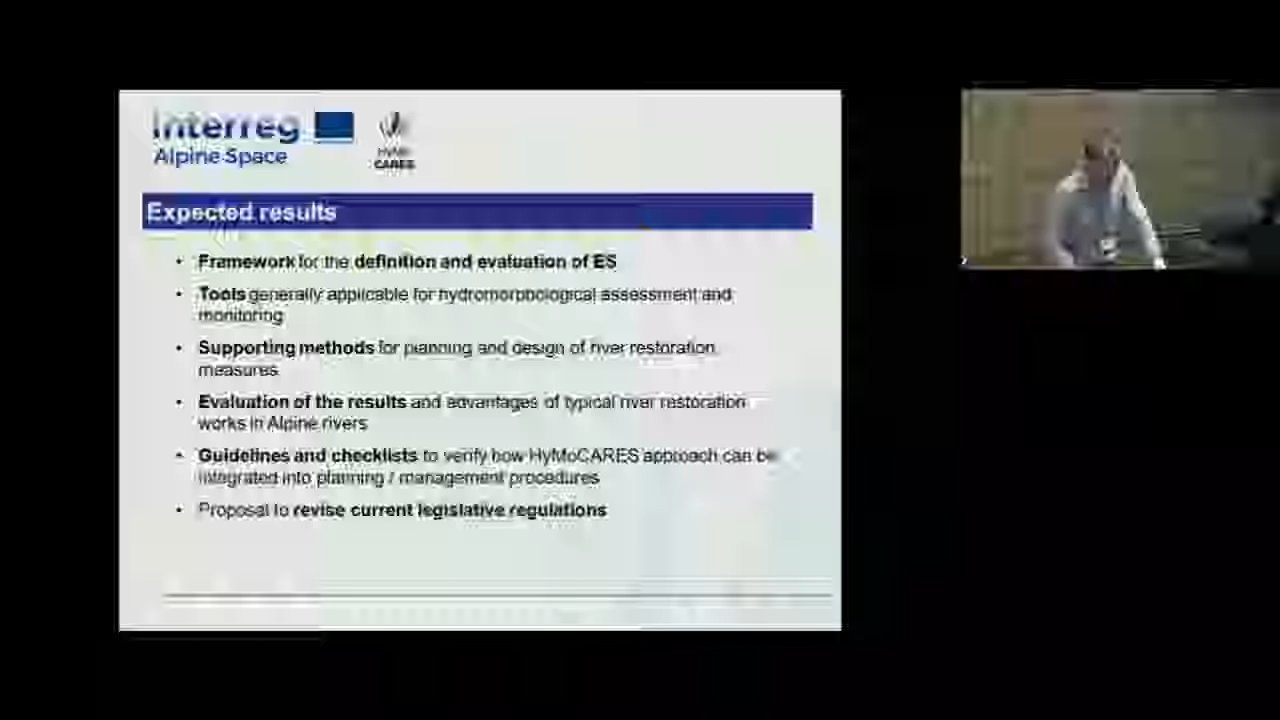 Interreg
Alpine Space
HyMo
CARES
Expected results
• Framework for the definition and evaluation of ES
• Tools generally applicable for hydromorphological assessment and
monitoring
• Supporting methods for planning and design of river restoration
measures
• Evaluation of the results and advantages of typical river restoration
works in Alpine rivers
• Guidelines and checklists to verify how HyMoCARES approach can be
integrated into planning / management procedures
• Proposal to revise current legislative regulations